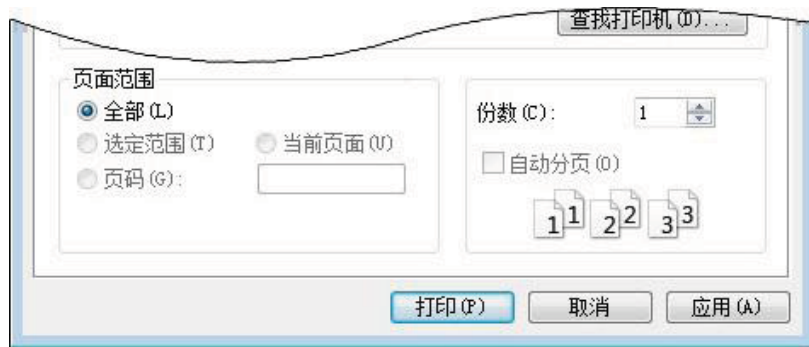 查找打印机(D)...
页面范围
全部(L)
选定范围(T) 当前页面(U)
页码(G):
份数(C): 1
自动分页(O)
1 1 2 2 3 3
打印(P) 取消 应用(A)